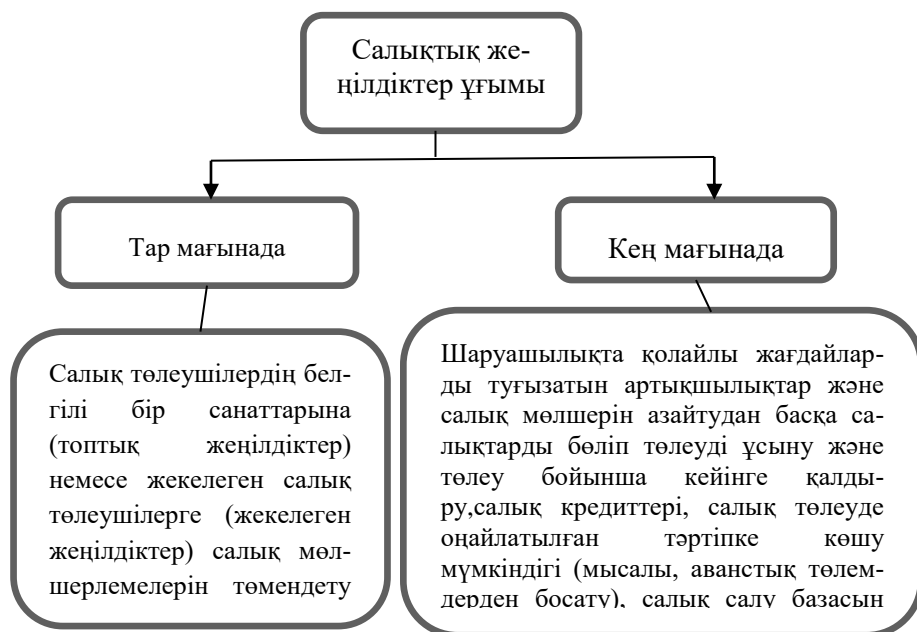 Салықтық же-
ңілдіктер ұғымы
Тар мағынада
Кең мағынада
Салық төлеушілердің бел-
гілі бір санаттарына
(топтық жеңілдіктер)
немесе жекелеген салық
төлеушілерге (жекелеген
жеңілдіктер) салық мөл-
шерлемелерін төмендету
Шаруашылықта қолайлы жағдайлар-
ды туғызатын артықшылықтар және
салық мөлшерін азайтудан басқа са-
лықтарды бөліп төлеуді ұсыну және
төлеу бойынша кейінге қалды-
ру,салық кредиттері, салық төлеуде
оңайлатылған тәртіпке көшу
мүмкіндігі (мысалы, аванстық төлем-
дерден босату), салық салу базасын